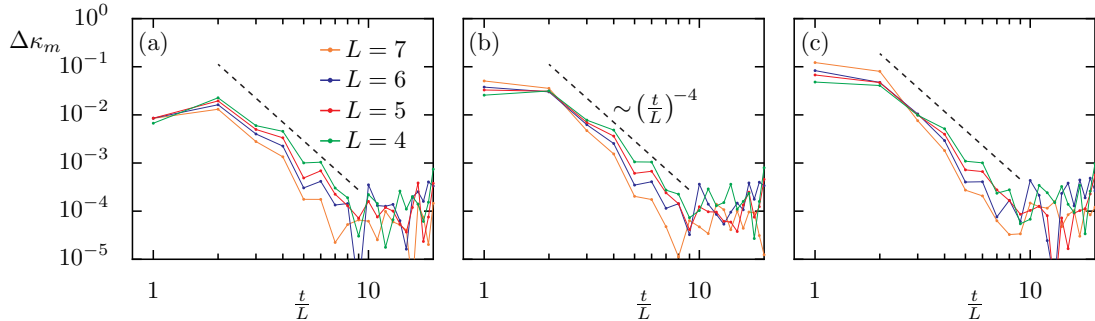 Δκ_m
10^0
10^{-1}
10^{-2}
10^{-3}
10^{-4}
10^{-5}
(a)
L = 7
L = 6
L = 5
L = 4
1
t/L
10
(b)
∼(t/L)^{-4}
1
t/L
10
(c)
1
t/L
10